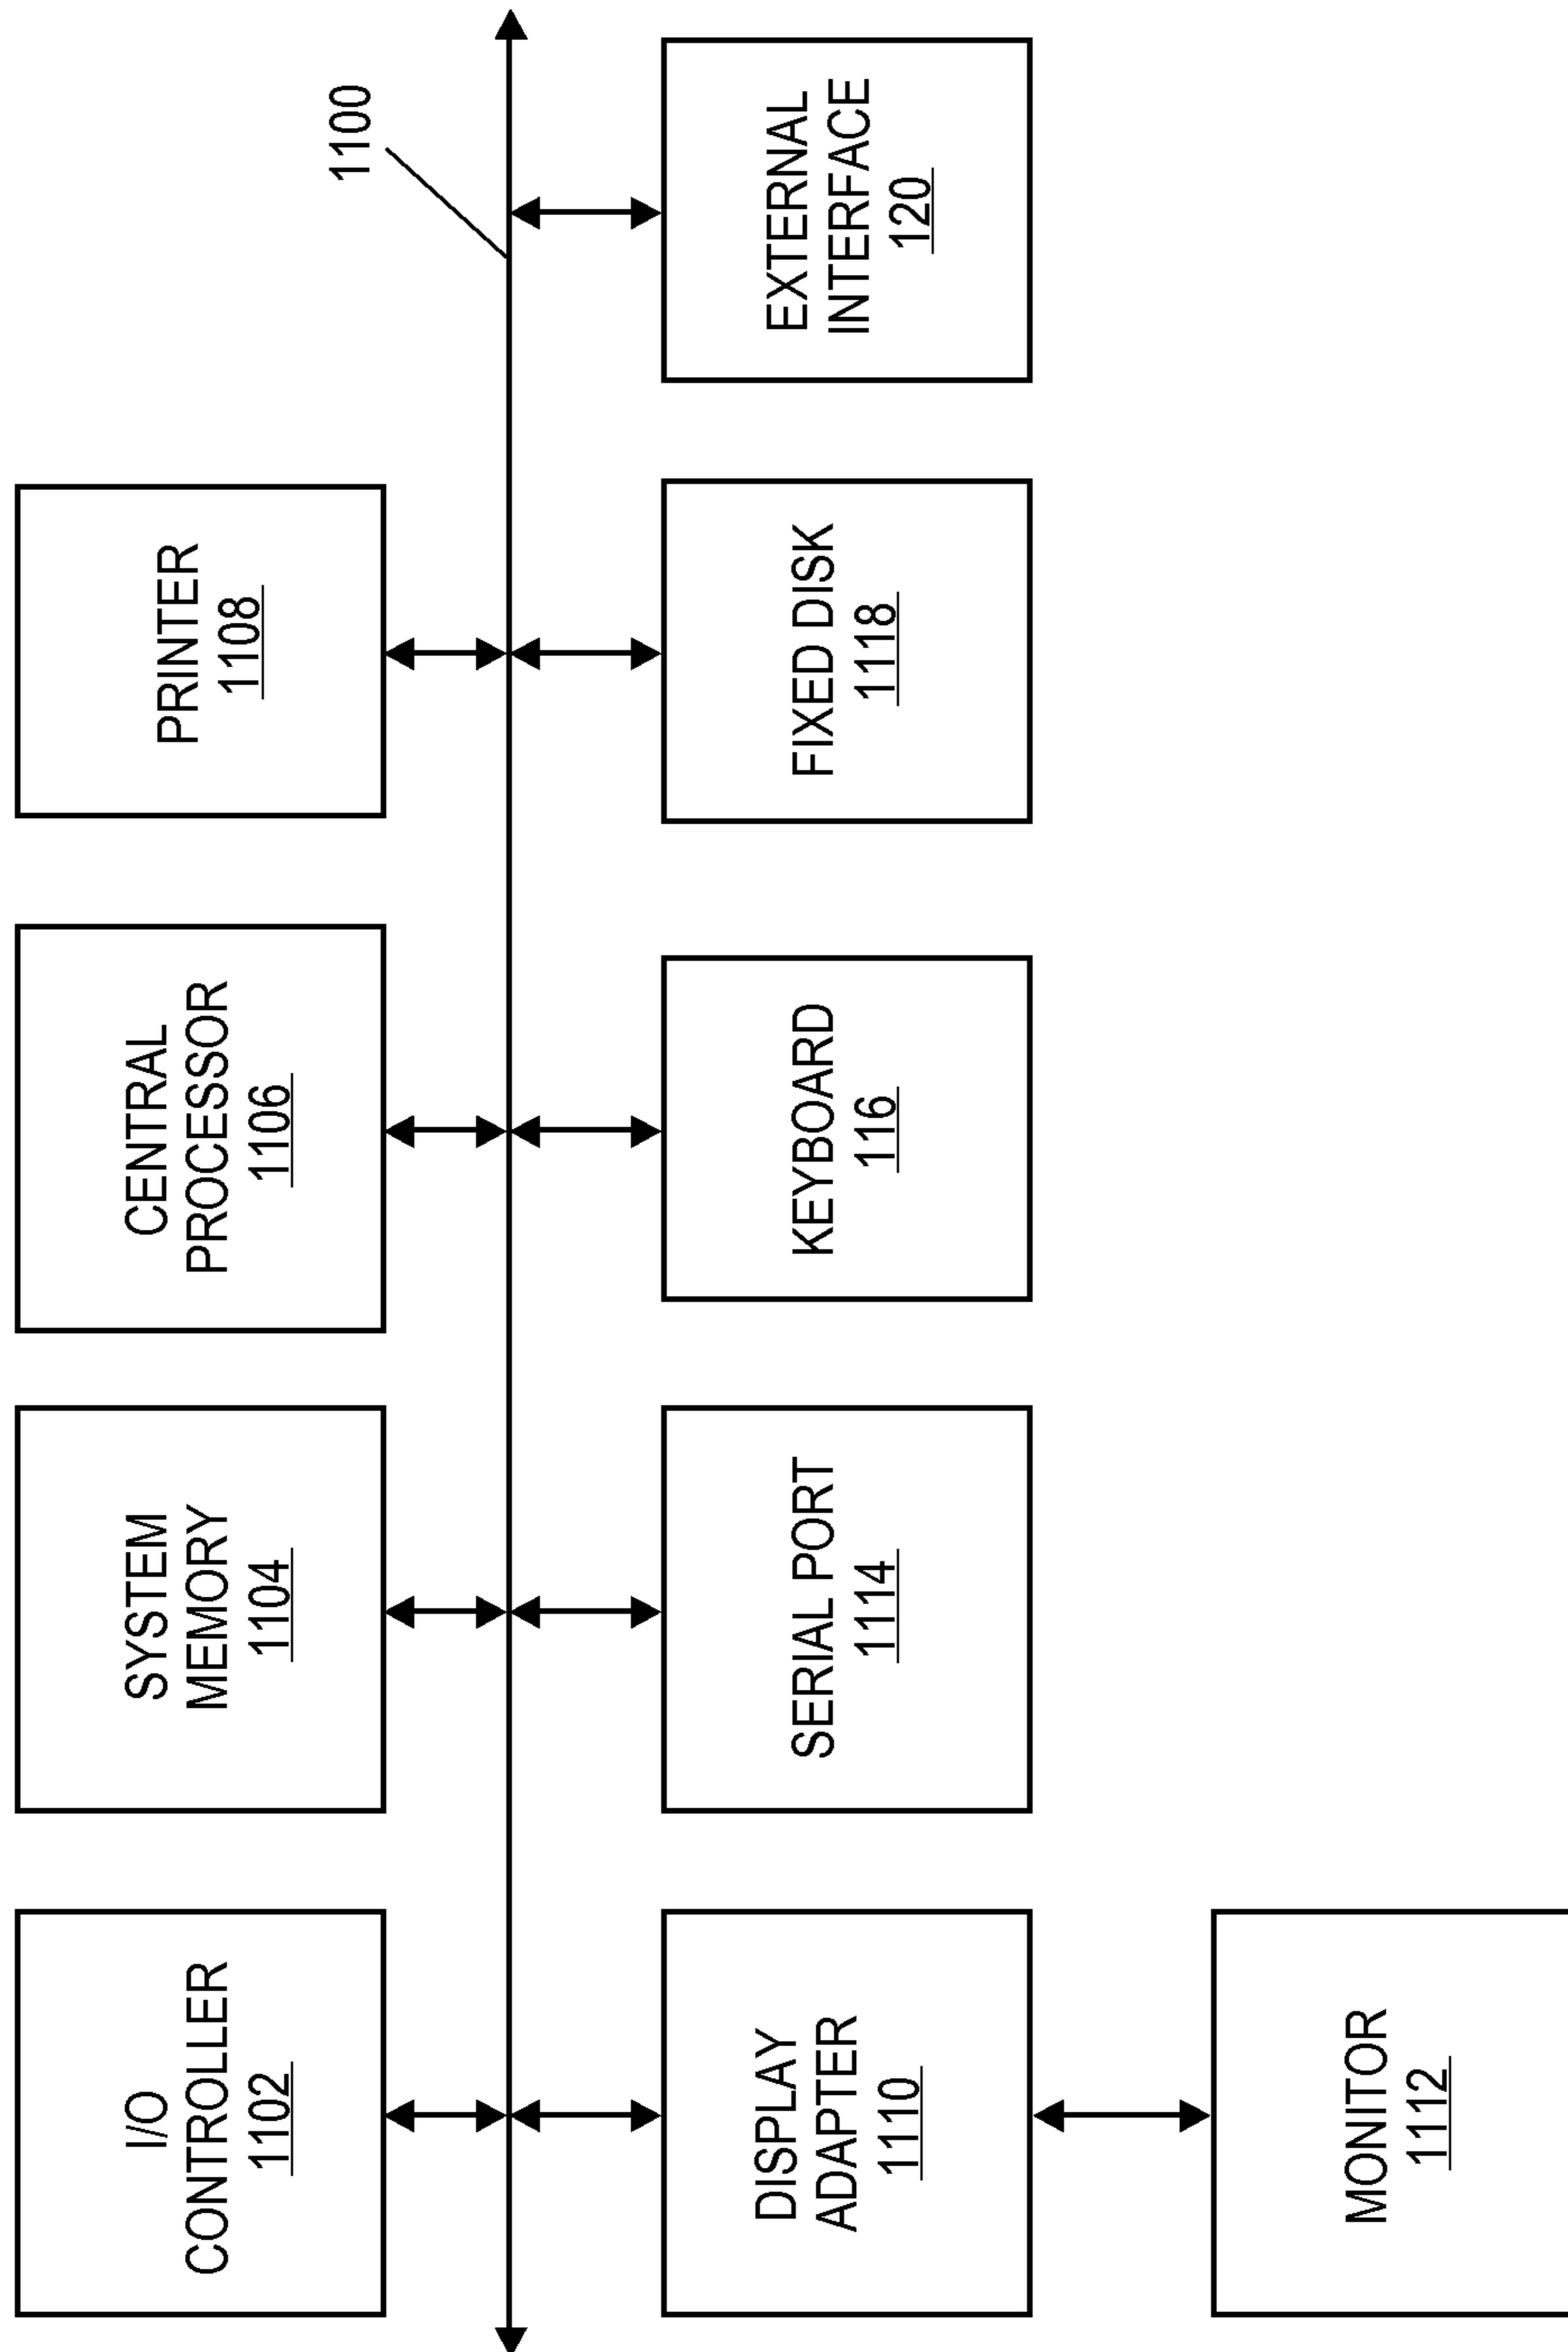 I/O
CONTROLLER
1102
SYSTEM
MEMORY
1104
CENTRAL
PROCESSOR
1106
PRINTER
1108
1100
DISPLAY
ADAPTER
1110
SERIAL PORT
1114
KEYBOARD
116
FIXED DISK
1118
EXTERNAL
INTERFACE
120
MONITOR
1112